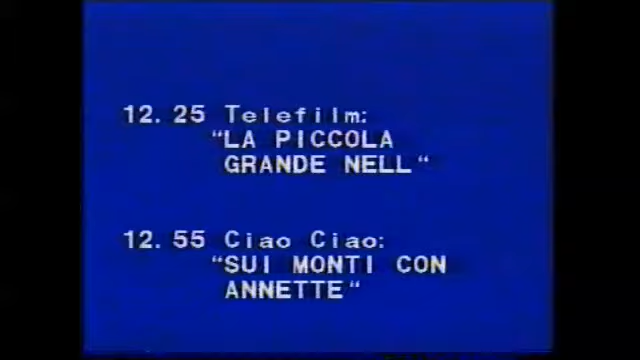 12. 25 Telefilm:
"LA PICCOLA
GRANDE NELL"
12. 55 Ciao Ciao:
"SUI MONTI CON
ANNETTE"